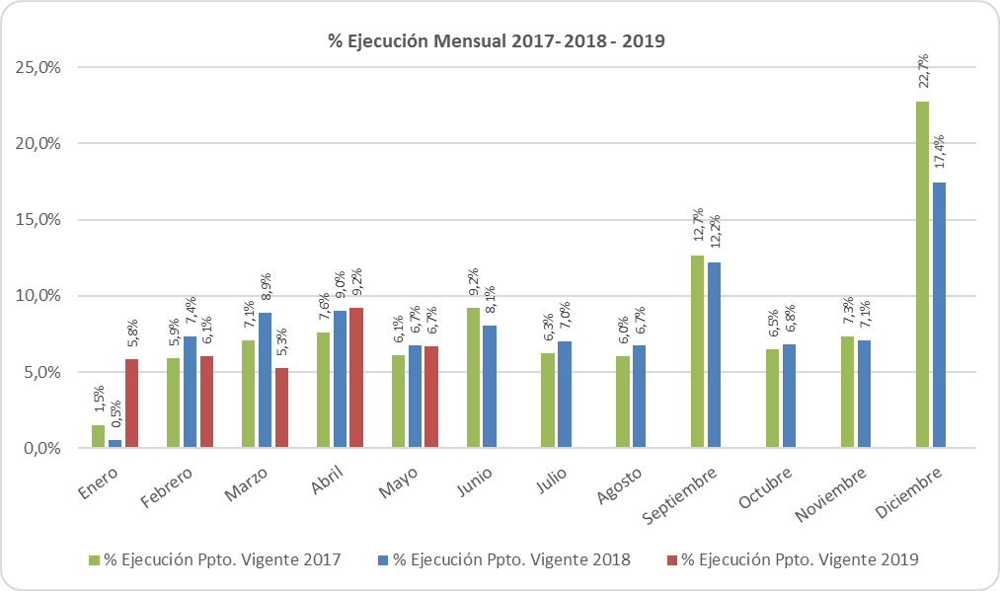 % Ejecución Mensual 2017- 2018 - 2019
25,0%
20,0%
15,0%
10,0%
5,0%
0,0%
1,5%
0,5%
5,8%
5,9%
7,4%
6,1%
7,1%
8,9%
5,3%
7,6%
9,0%
9,2%
6,1%
6,7%
6,7%
9,2%
8,1%
6,3%
7,0%
6,0%
6,7%
12,7%
12,2%
6,5%
6,8%
7,3%
7,1%
22,7%
17,4%
Enero
Febrero
Marzo
Abril
Mayo
Junio
Julio
Agosto
Septiembre
Octubre
Noviembre
Diciembre
% Ejecución Ppto. Vigente 2017
% Ejecución Ppto. Vigente 2018
% Ejecución Ppto. Vigente 2019